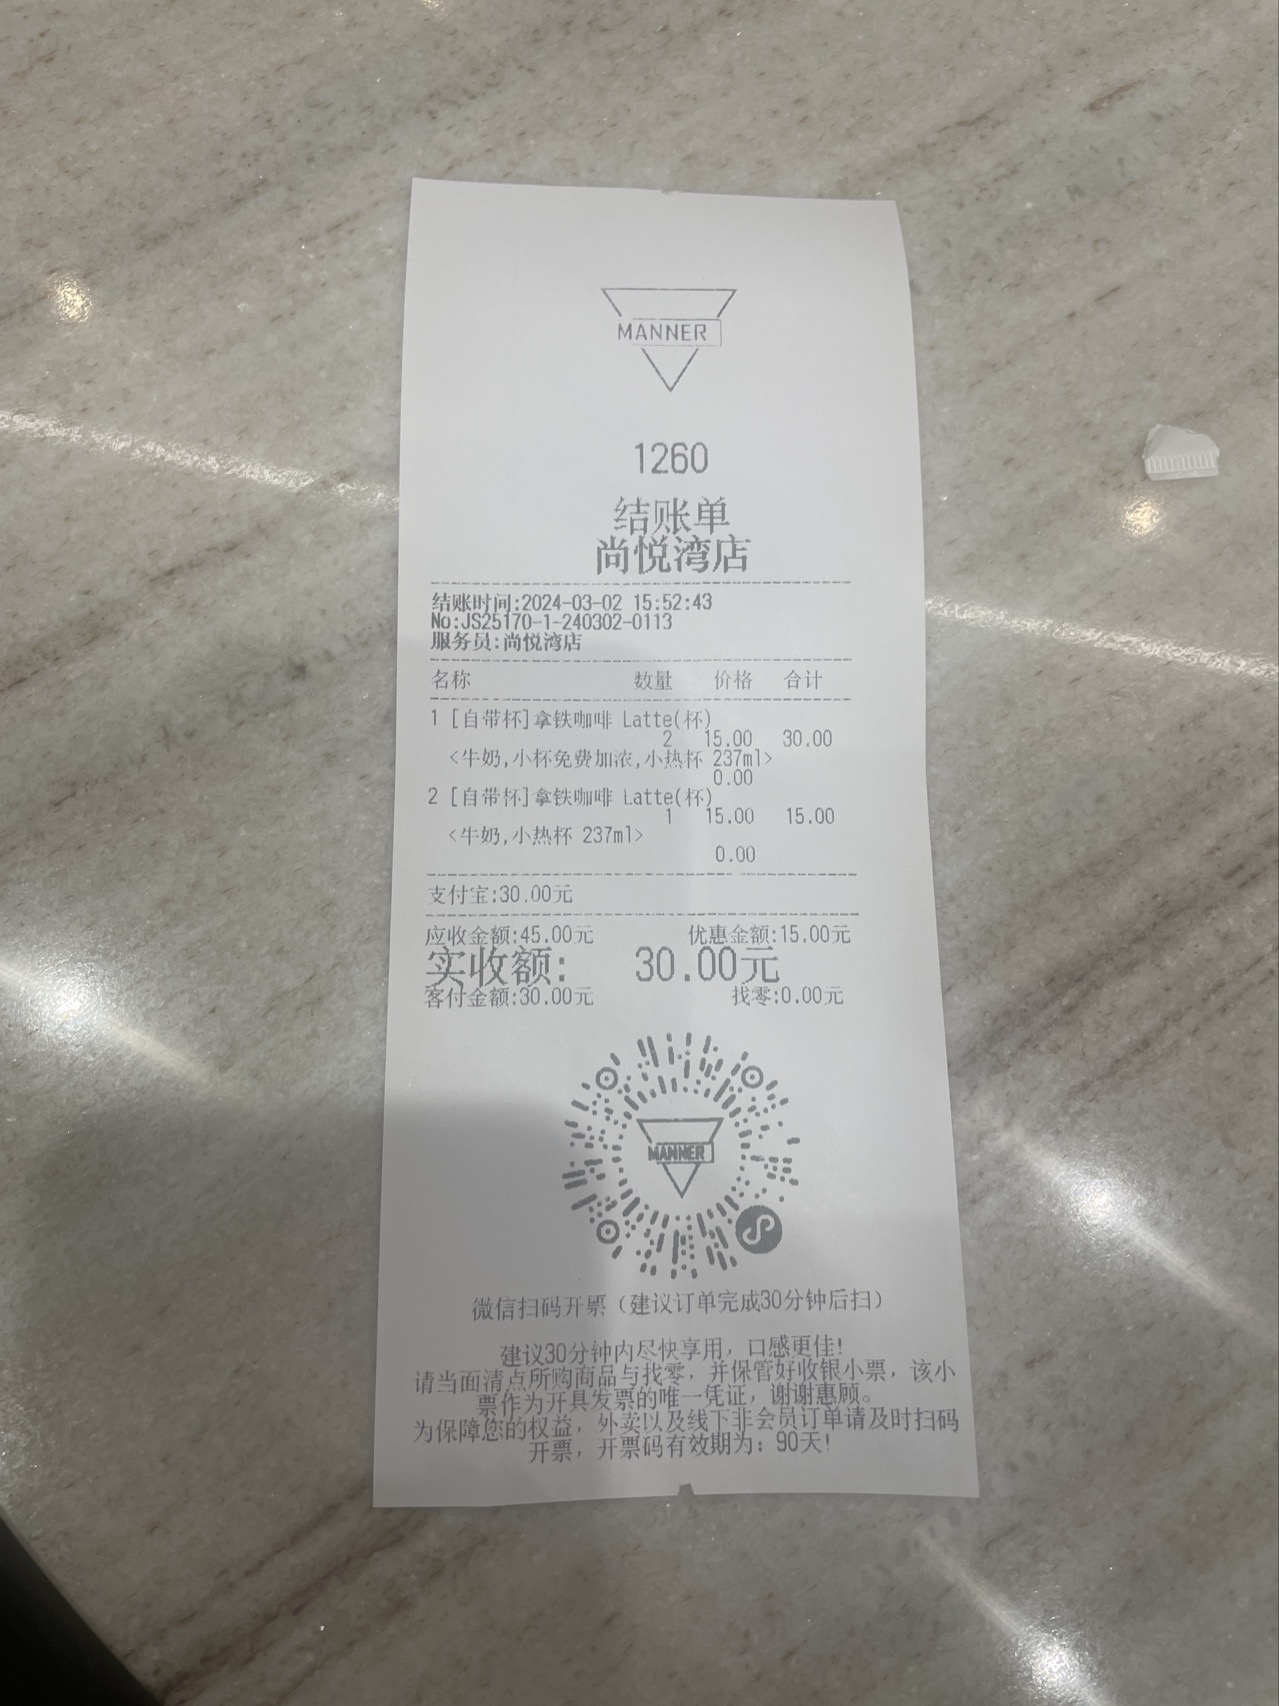 MANNER
1260
结账单
尚悦湾店
结账时间:2024-03-02 15:52:43
No:JS25170-1-240302-0113
服务员:尚悦湾店
名称 数量 价格 合计
1 [自带杯]拿铁咖啡 Latte(杯)
2 15.00 30.00
<牛奶,小杯免费加浓,小热杯 237ml>
0.00
2 [自带杯]拿铁咖啡 Latte(杯)
1 15.00 15.00
<牛奶,小热杯 237ml>
0.00
支付宝:30.00元
应收金额:45.00元 优惠金额:15.00元
实收额: 30.00元
客付金额:30.00元 找零:0.00元
MANNER
微信扫码开票（建议订单完成30分钟后扫）
建议30分钟内尽快享用，口感更佳!
请当面清点所购商品与找零，并保管好收银小票，该小
票作为开具发票的唯一凭证，谢谢惠顾。
为保障您的权益，外卖以及线下非会员订单请及时扫码
开票，开票码有效期为：90天!